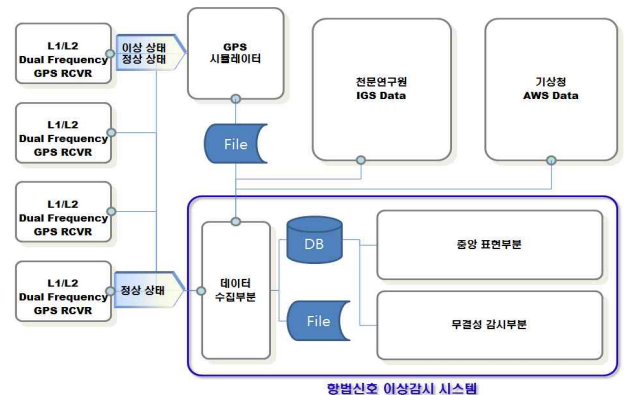 L1/L2
Dual Frequency
GPS RCVR
이상 상태
정상 상태
GPS
시뮬레이터
천문연구원
IGS Data
기상청
AWS Data
L1/L2
Dual Frequency
GPS RCVR
File
L1/L2
Dual Frequency
GPS RCVR
L1/L2
Dual Frequency
GPS RCVR
정상 상태
데이터
수집부분
DB
File
중앙 표현부분
무결성 감시부분
항법신호 이상감시 시스템